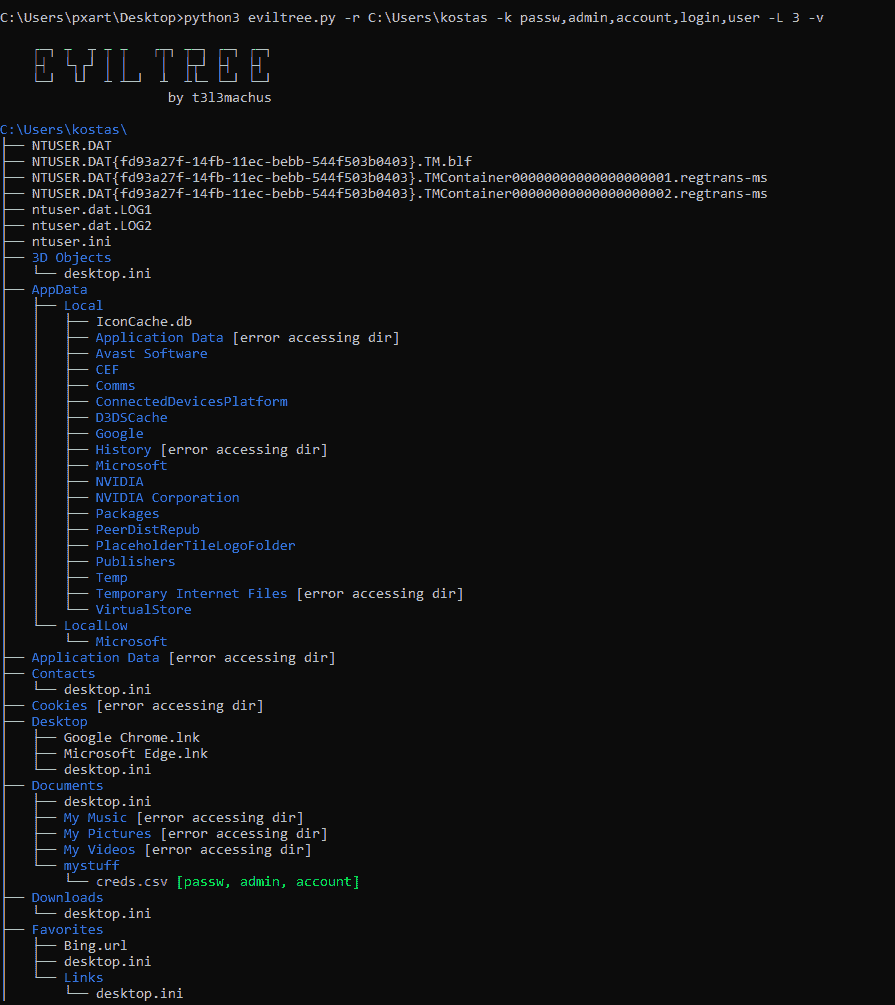 C:\Users\pxart\Desktop>python3 eviltree.py -r C:\Users\kostas -k passw,admin,account,login,user -L 3 -v
EVIL TREE
by t3l3machus
C:\Users\kostas\
├── NTUSER.DAT
├── NTUSER.DAT{fd93a27f-14fb-11ec-bebb-544f503b0403}.TM.blf
├── NTUSER.DAT{fd93a27f-14fb-11ec-bebb-544f503b0403}.TMContainer00000000000000000001.regtrans-ms
├── NTUSER.DAT{fd93a27f-14fb-11ec-bebb-544f503b0403}.TMContainer00000000000000000002.regtrans-ms
├── ntuser.dat.LOG1
├── ntuser.dat.LOG2
├── ntuser.ini
├── 3D Objects
│   └── desktop.ini
├── AppData
│   ├── Local
│   │   ├── IconCache.db
│   │   ├── Application Data [error accessing dir]
│   │   ├── Avast Software
│   │   ├── CEF
│   │   ├── Comms
│   │   ├── ConnectedDevicesPlatform
│   │   ├── D3DSCache
│   │   ├── Google
│   │   ├── History [error accessing dir]
│   │   ├── Microsoft
│   │   ├── NVIDIA
│   │   ├── NVIDIA Corporation
│   │   ├── Packages
│   │   ├── PeerDistRepub
│   │   ├── PlaceholderTileLogoFolder
│   │   ├── Publishers
│   │   ├── Temp
│   │   ├── Temporary Internet Files [error accessing dir]
│   │   └── VirtualStore
│   └── LocalLow
│       └── Microsoft
├── Application Data [error accessing dir]
├── Contacts
│   └── desktop.ini
├── Cookies [error accessing dir]
├── Desktop
│   ├── Google Chrome.lnk
│   ├── Microsoft Edge.lnk
│   └── desktop.ini
├── Documents
│   ├── desktop.ini
│   ├── My Music [error accessing dir]
│   ├── My Pictures [error accessing dir]
│   ├── My Videos [error accessing dir]
│   └── mystuff
│       └── creds.csv [passw, admin, account]
├── Downloads
│   └── desktop.ini
├── Favorites
│   ├── Bing.url
│   ├── desktop.ini
│   └── Links
│       └── desktop.ini